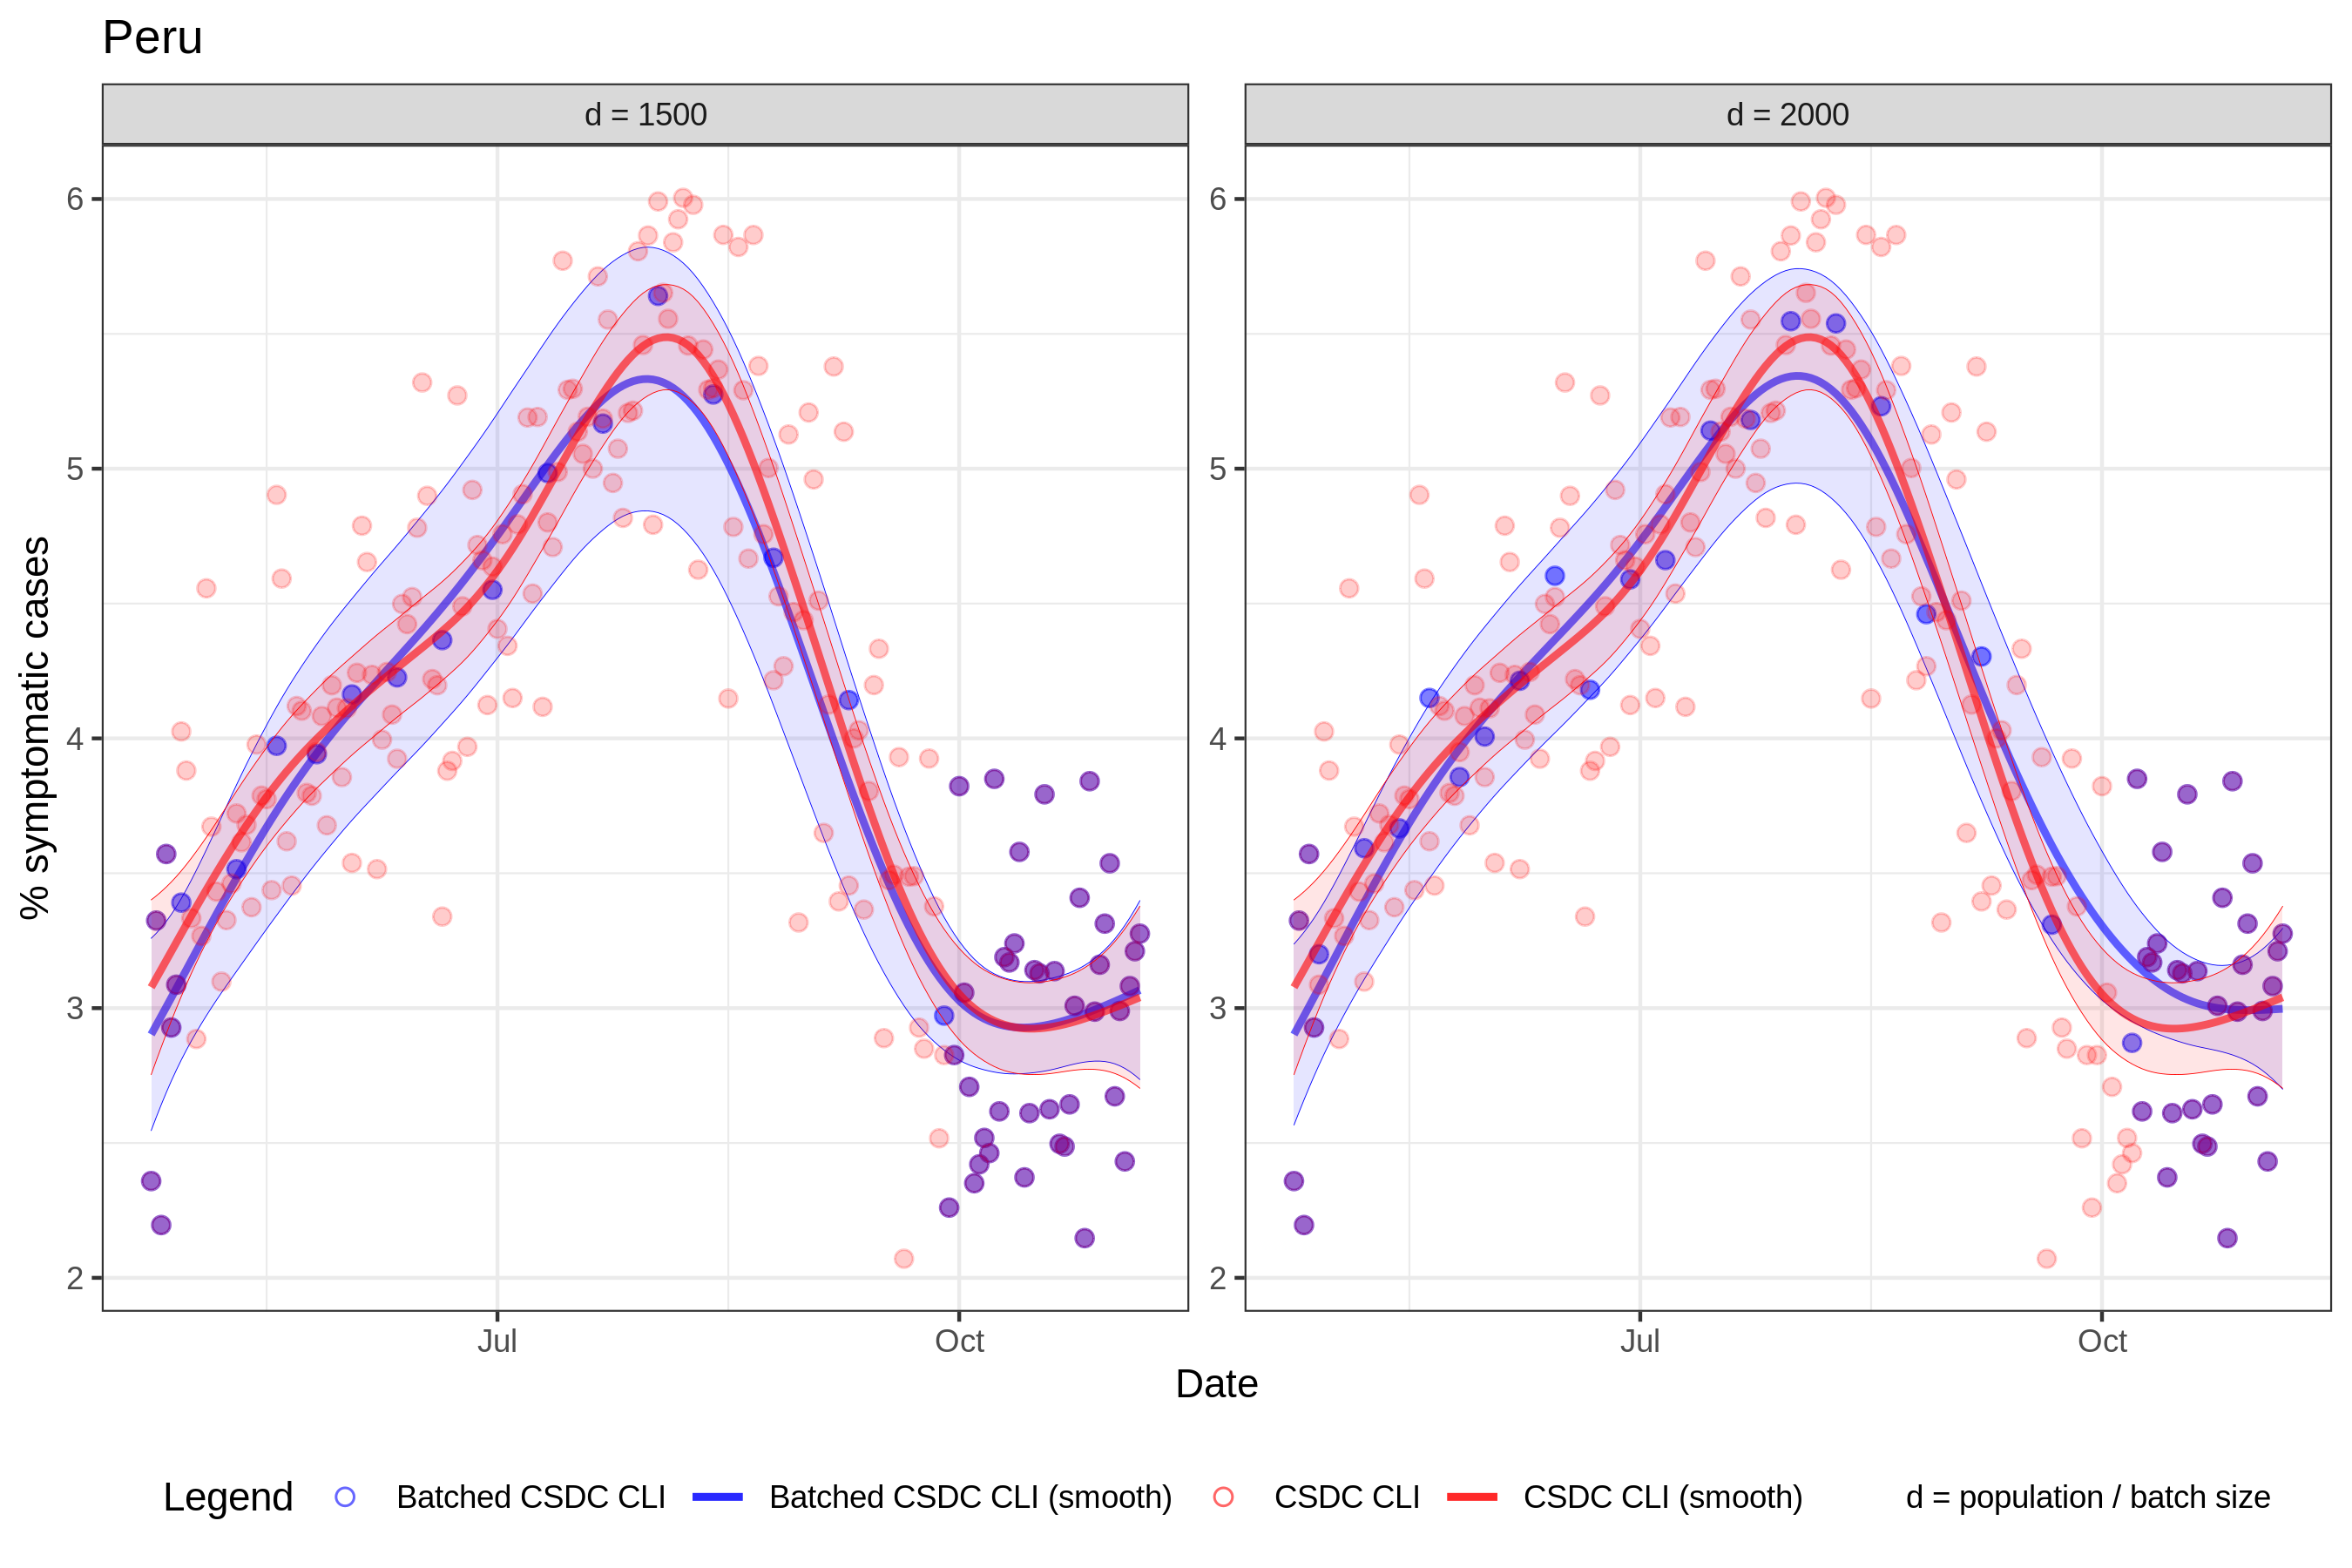 Peru
d = 1500
d = 2000
% symptomatic cases
6
5
4
3
2
6
5
4
3
2
Jul
Oct
Jul
Oct
Date
Legend Batched CSDC CLI Batched CSDC CLI (smooth) CSDC CLI CSDC CLI (smooth) d = population / batch size